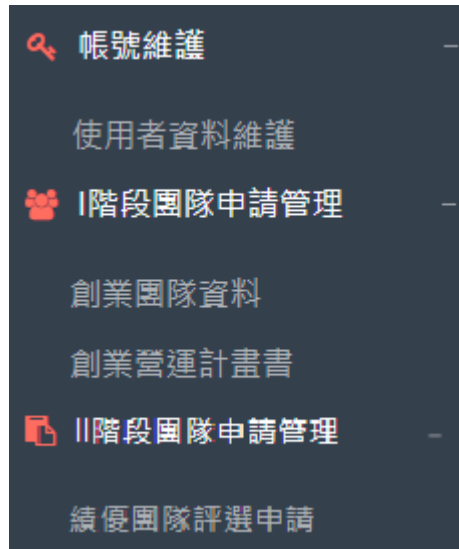 帳號維護
使用者資料維護
I階段團隊申請管理
創業團隊資料
創業營運計畫書
II階段團隊申請管理
績優團隊評選申請